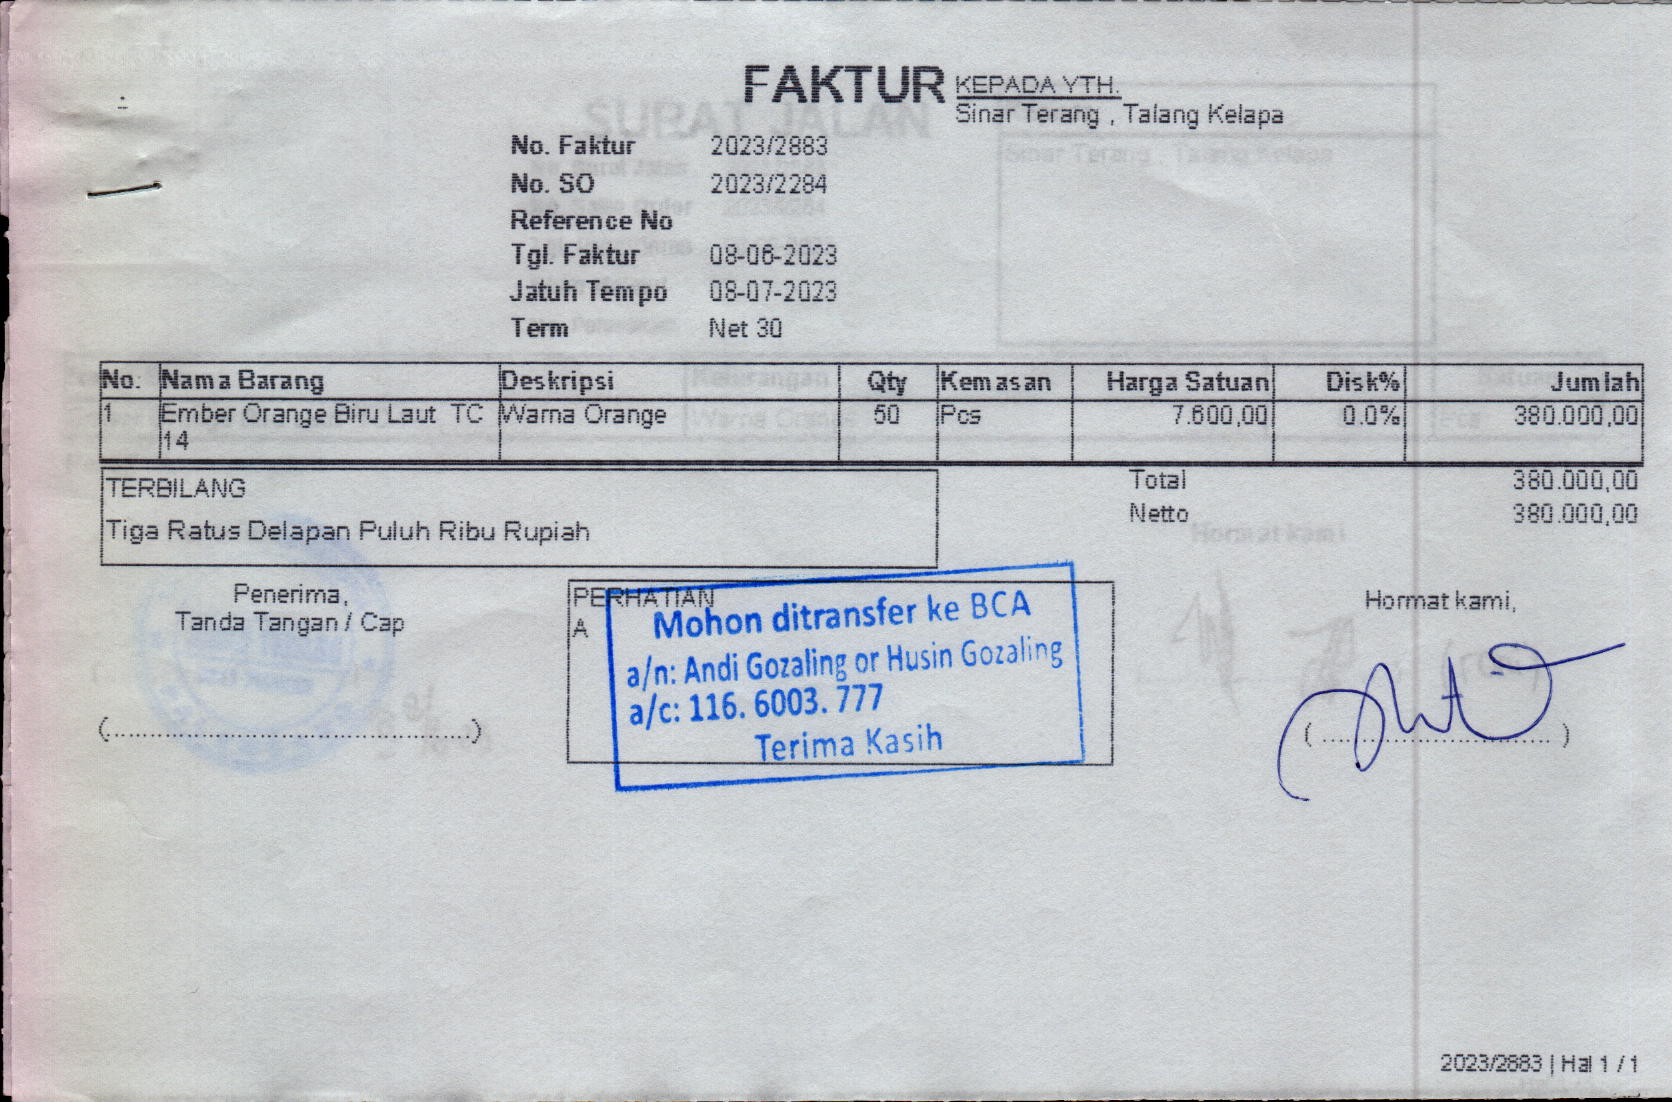 FAKTUR
KEPADA YTH.
Sinar Terang , Talang Kelapa
No. Faktur 2023/2883
No. SO 2023/2284
Reference No
Tgl. Faktur 08-06-2023
Jatuh Tempo 08-07-2023
Term Net 30
No. Nama Barang Deskripsi Qty Kemasan Harga Satuan Disk% Jumlah
1 Ember Orange Biru Laut TC Warna Orange 50 Pcs 7.600,00 0.0% 380.000,00
14
Total 380.000,00
Netto 380.000,00
TERBILANG
Tiga Ratus Delapan Puluh Ribu Rupiah
Penerima,
Tanda Tangan / Cap
(............................................................)
PERHATIAN
A
Mohon ditransfer ke BCA
a/n: Andi Gozaling or Husin Gozaling
a/c: 116. 6003. 777
Terima Kasih
Hormat kami,
( ...................................... )
2023/2883 | Hal 1 / 1